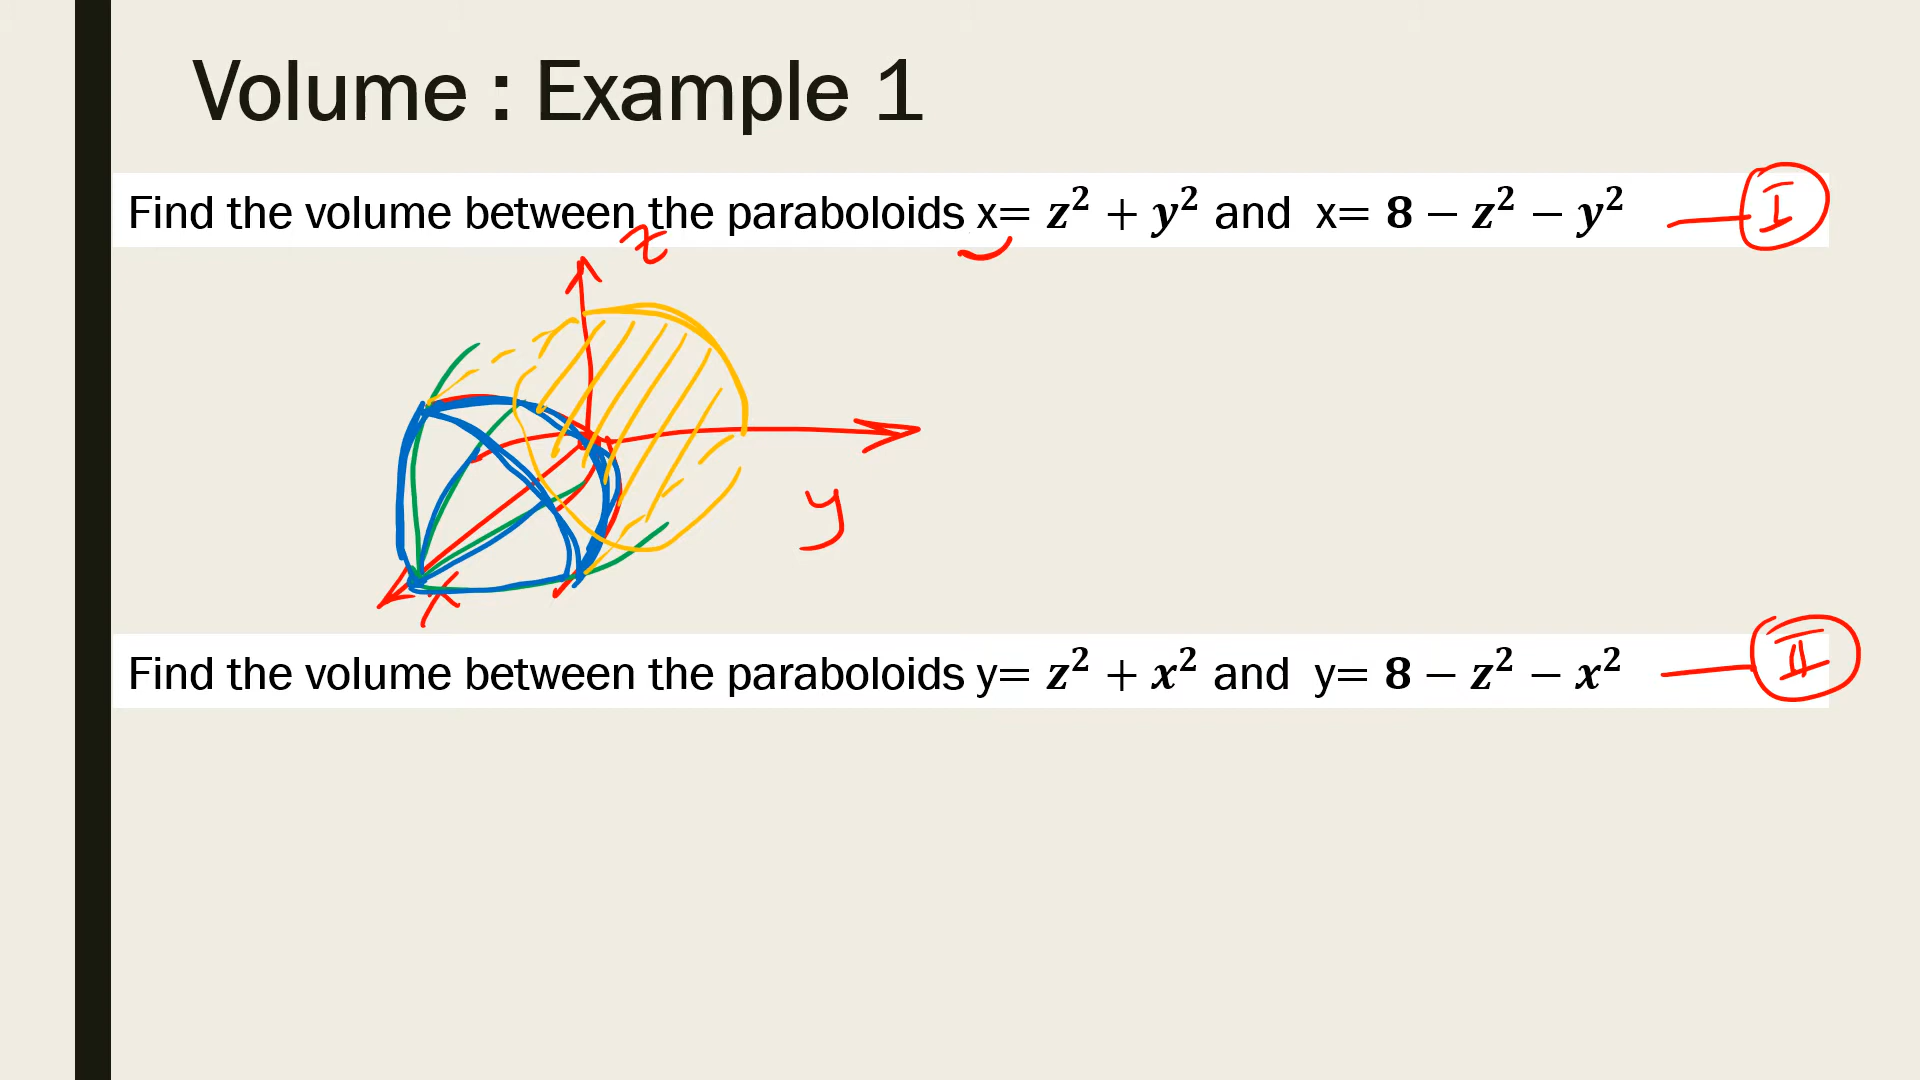 Volume : Example 1
Find the volume between the paraboloids x= z² + y² and x= 8 − z² − y² I
z
y
x
Find the volume between the paraboloids y= z² + x² and y= 8 − z² − x² II